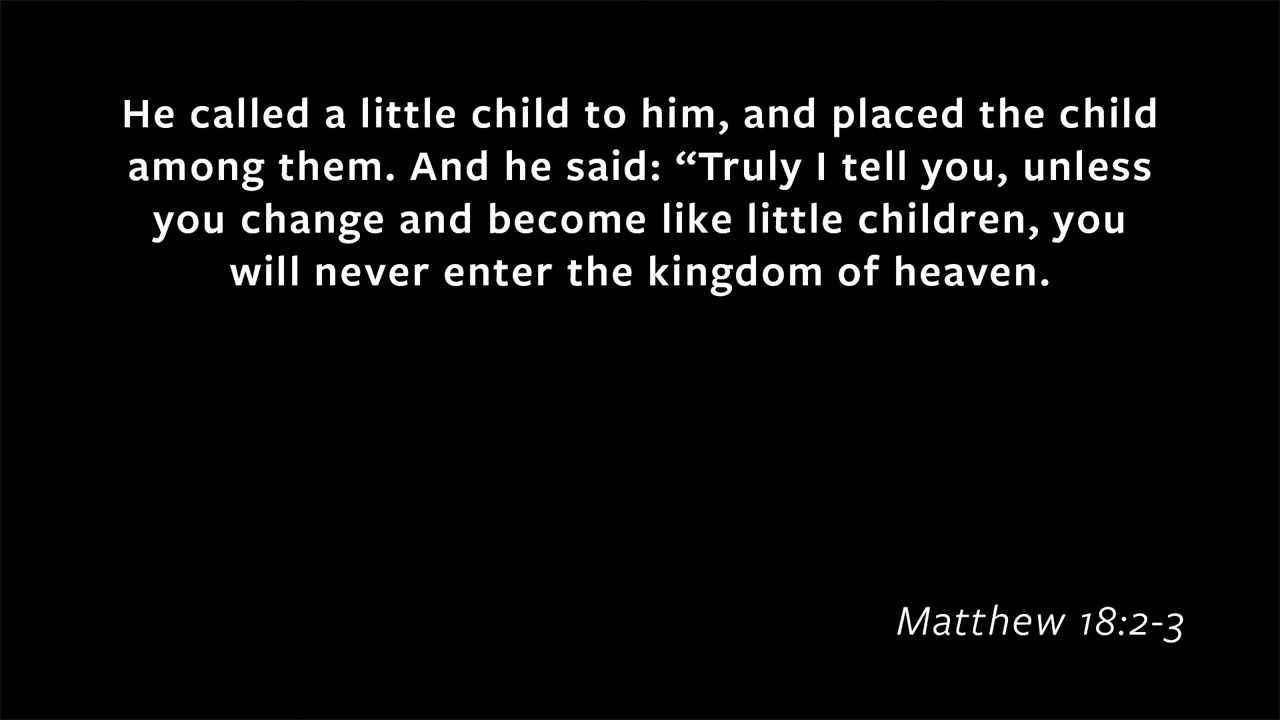 He called a little child to him, and placed the child
among them. And he said: “Truly I tell you, unless
you change and become like little children, you
will never enter the kingdom of heaven.
Matthew 18:2-3